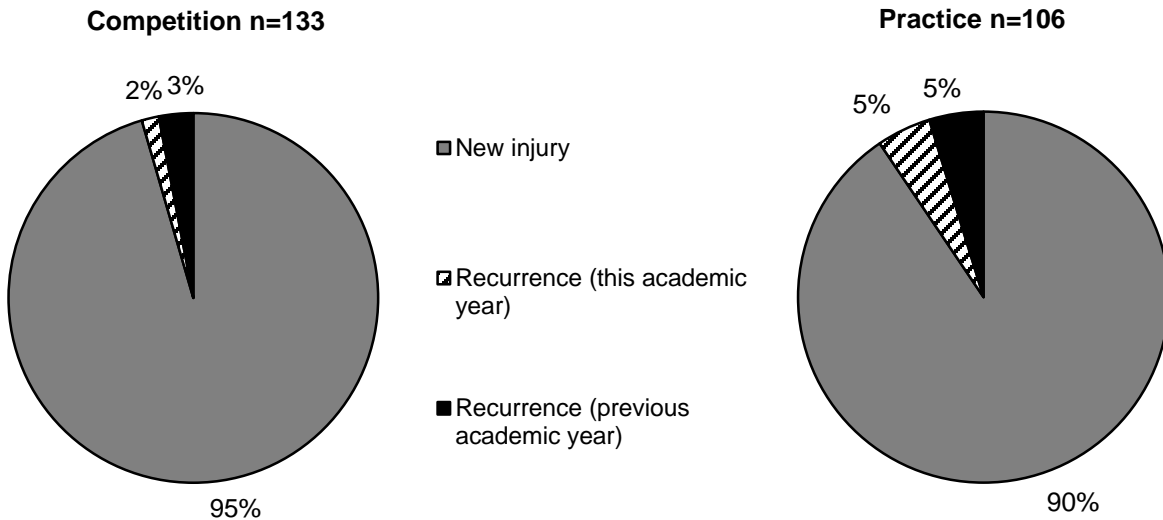 Competition n=133
2% 3%
95%
New injury
Recurrence (this academic
year)
Recurrence (previous
academic year)
Practice n=106
5%
5%
90%